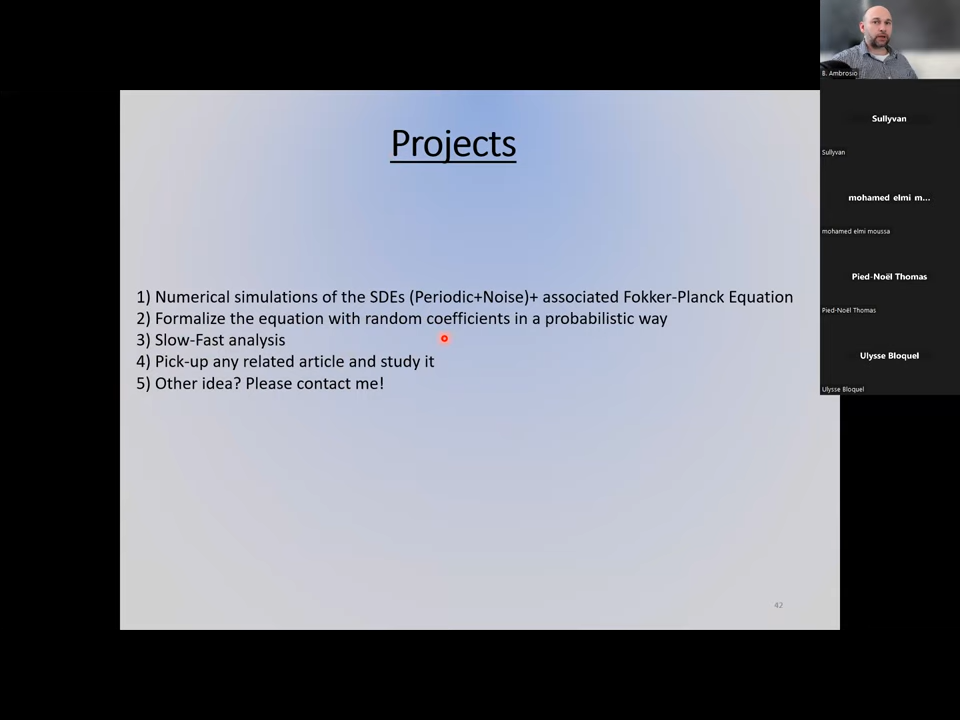 Projects
1) Numerical simulations of the SDEs (Periodic+Noise)+ associated Fokker-Planck Equation
2) Formalize the equation with random coefficients in a probabilistic way
3) Slow-Fast analysis
4) Pick-up any related article and study it
5) Other idea? Please contact me!
42
B. Ambrosio
Sullyvan
Sullyvan
mohamed elmi m...
mohamed elmi moussa
Pied-Noël Thomas
Pied-Noël Thomas
Ulysse Bloquel
Ulysse Bloquel